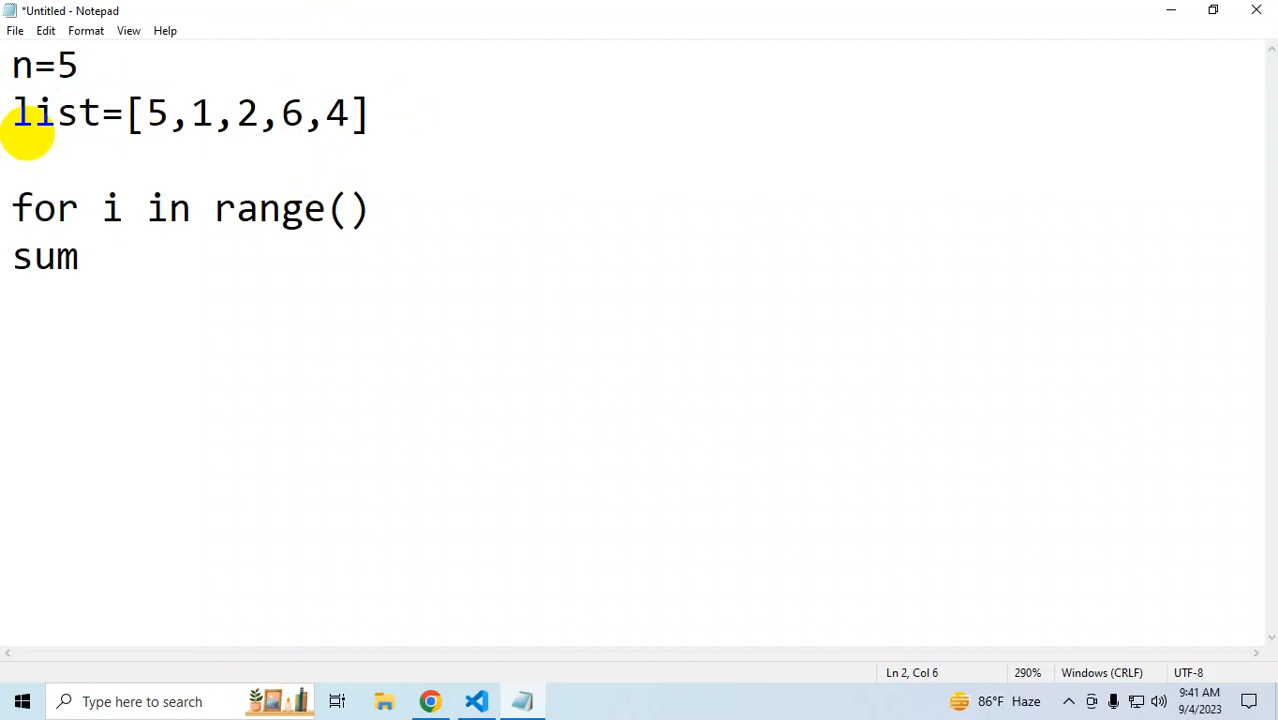 *Untitled - Notepad
File Edit Format View Help
n=5
list=[5,1,2,6,4]
for i in range()
sum
Ln 2, Col 6 290% Windows (CRLF) UTF-8
Type here to search
86°F Haze
9:41 AM
9/4/2023